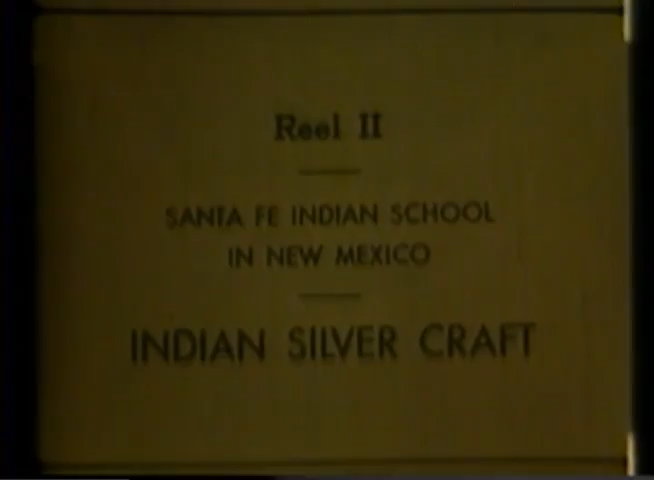 Reel II
SANTA FE INDIAN SCHOOL
IN NEW MEXICO
INDIAN SILVER CRAFT